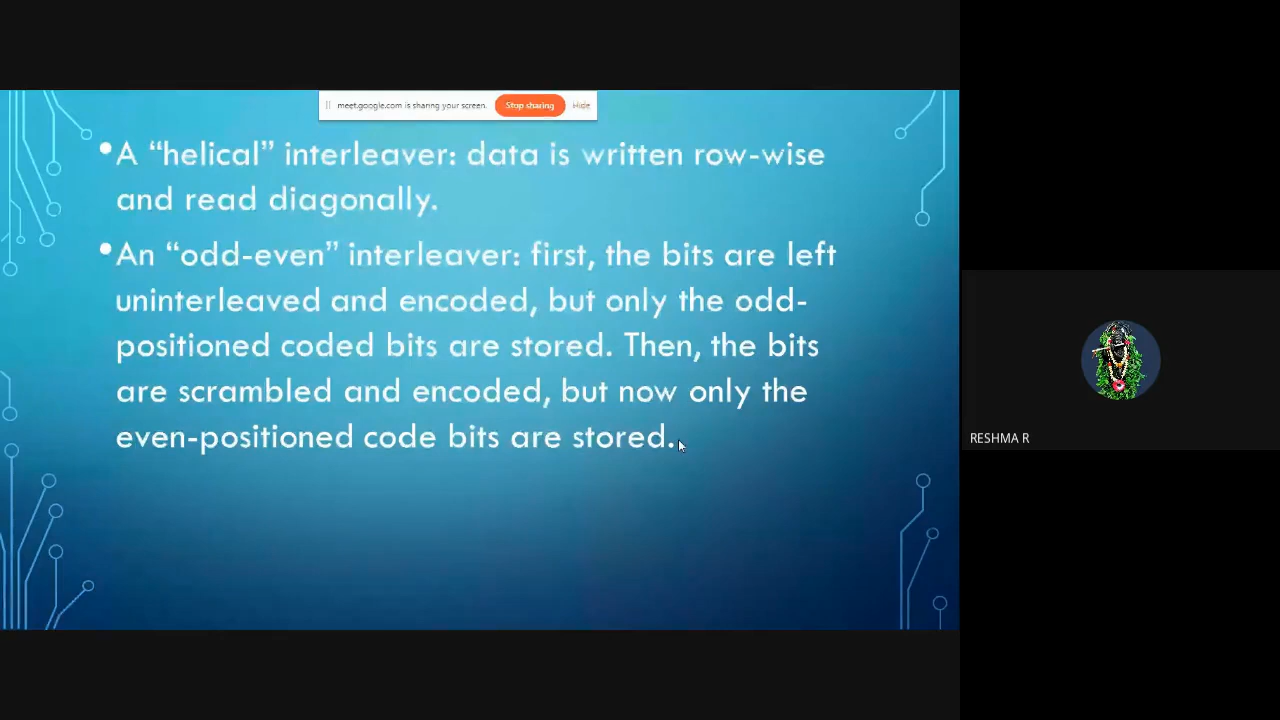 meet.google.com is sharing your screen. Stop sharing Hide
•A “helical” interleaver: data is written row-wise
and read diagonally.
•An “odd-even” interleaver: first, the bits are left
uninterleaved and encoded, but only the odd-
positioned coded bits are stored. Then, the bits
are scrambled and encoded, but now only the
even-positioned code bits are stored.
RESHMA R